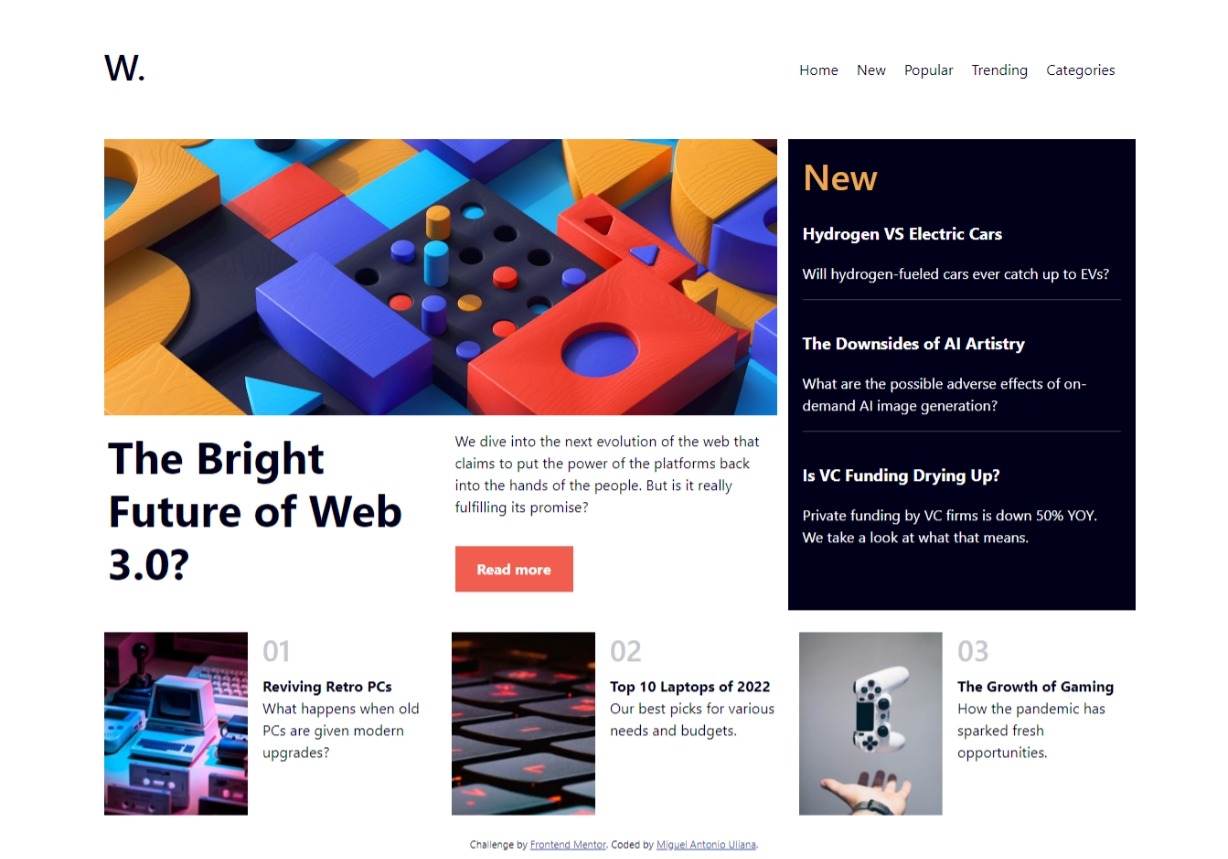 W.
Home New Popular Trending Categories
The Bright
Future of Web
3.0?
We dive into the next evolution of the web that
claims to put the power of the platforms back
into the hands of the people. But is it really
fulfilling its promise?
Read more
New
Hydrogen VS Electric Cars
Will hydrogen-fueled cars ever catch up to EVs?
The Downsides of AI Artistry
What are the possible adverse effects of on-
demand AI image generation?
Is VC Funding Drying Up?
Private funding by VC firms is down 50% YOY.
We take a look at what that means.
01
Reviving Retro PCs
What happens when old
PCs are given modern
upgrades?
02
Top 10 Laptops of 2022
Our best picks for various
needs and budgets.
03
The Growth of Gaming
How the pandemic has
sparked fresh
opportunities.
Challenge by Frontend Mentor. Coded by Miguel Antonio Uliana.